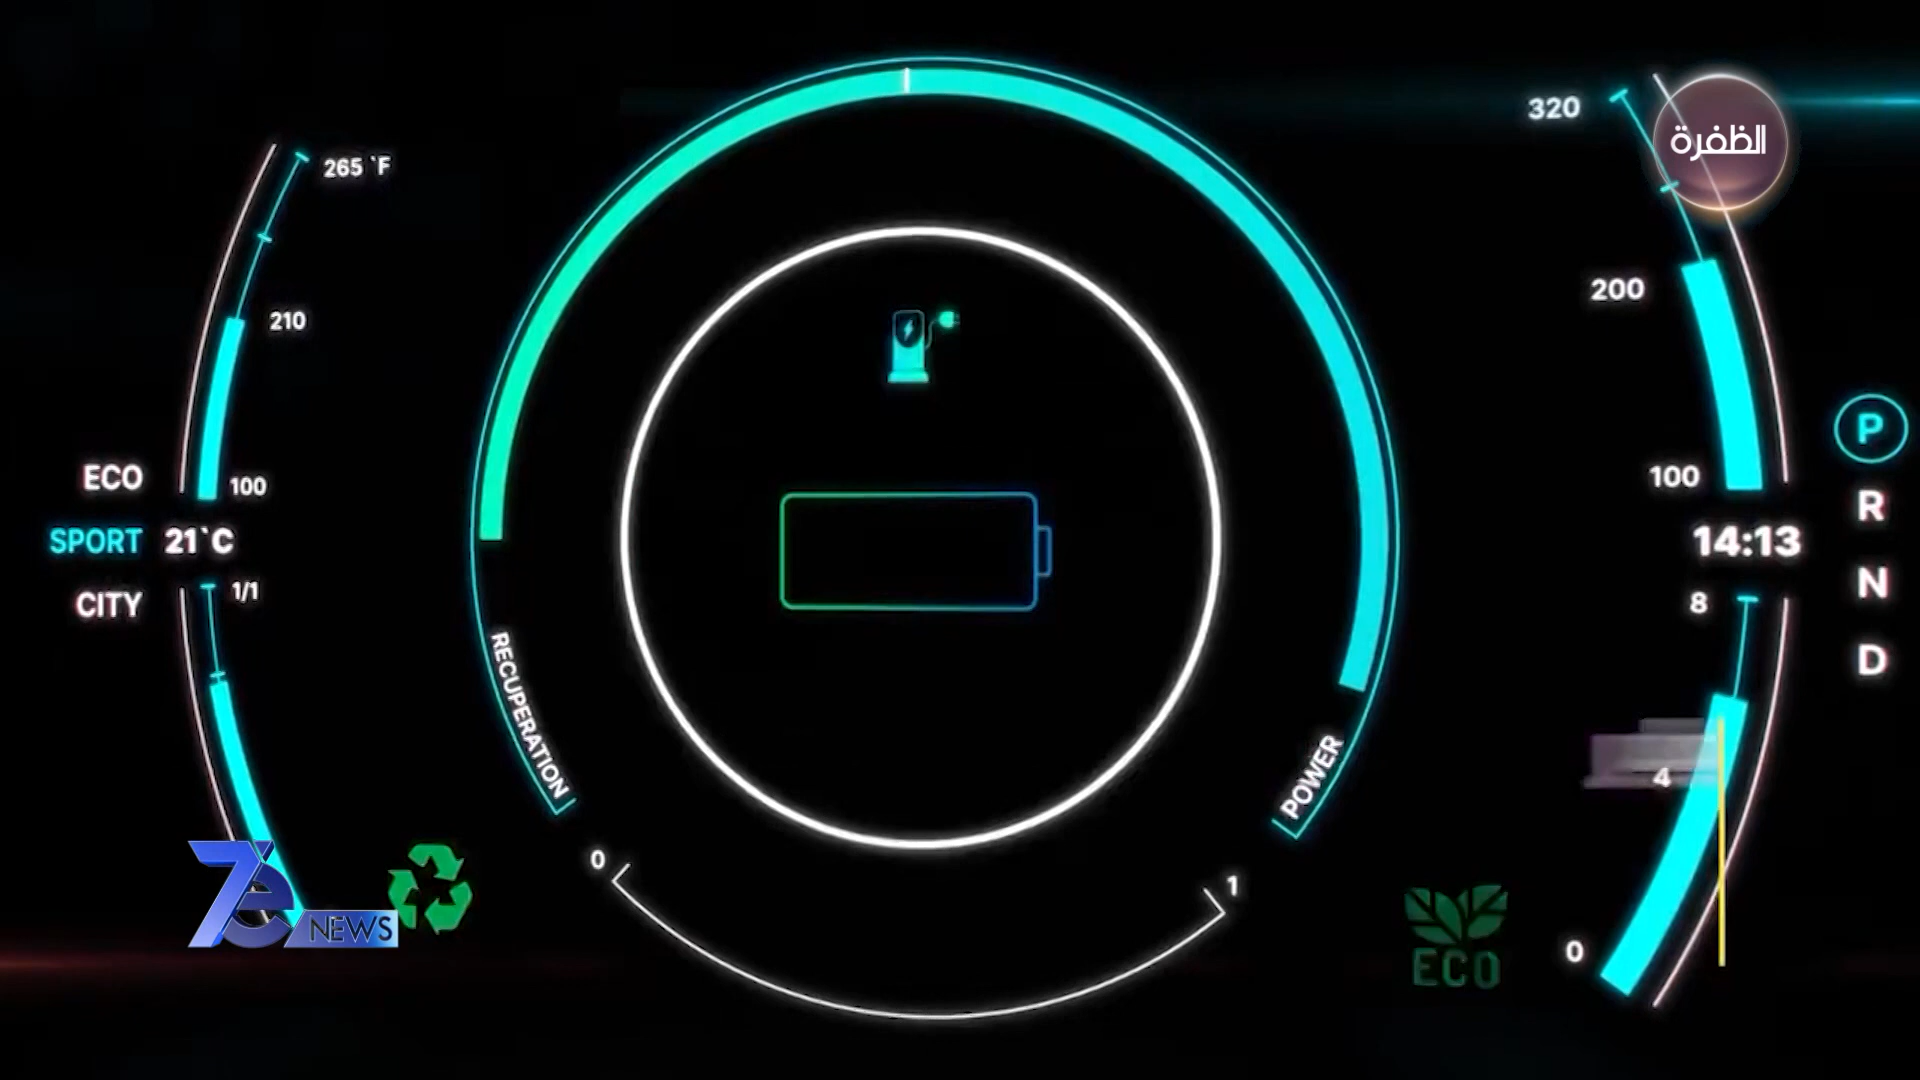 320
الظفرة
265 `F
200
210
P
ECO
100
100
R
SPORT
21`C
14:13
N
1/1
CITY
8
D
RECUPERATION
POWER
4
0
1
7e NEWS
0
ECO